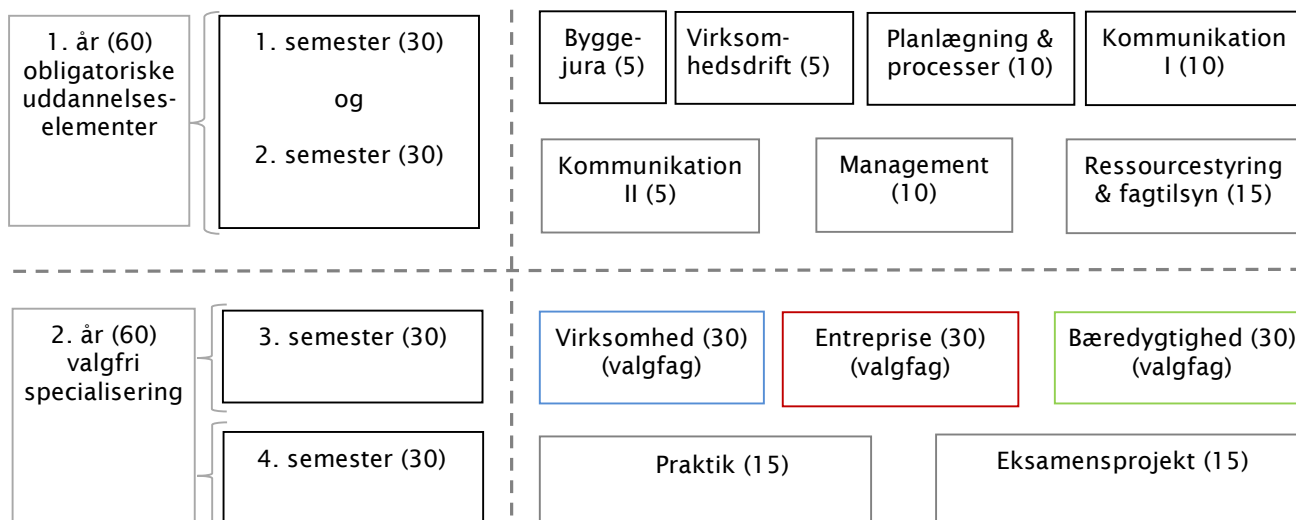 1. år (60)
obligatoriske
uddannelses-
elementer
1. semester (30)
og
2. semester (30)
Bygge-
jura (5)
Virksom-
hedsdrift (5)
Planlægning &
processer (10)
Kommunikation
I (10)
Kommunikation
II (5)
Management
(10)
Ressourcestyring
& fagtilsyn (15)
2. år (60)
valgfri
specialisering
3. semester (30)
4. semester (30)
Virksomhed (30)
(valgfag)
Entreprise (30)
(valgfag)
Bæredygtighed (30)
(valgfag)
Praktik (15)
Eksamensprojekt (15)